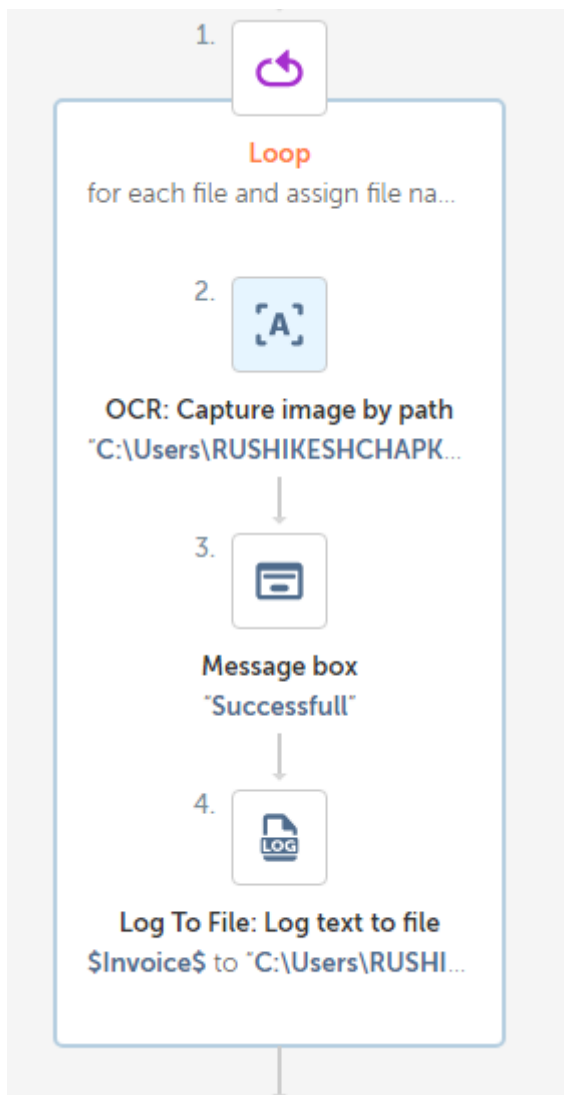 1.
Loop
for each file and assign file na...
2.
A
OCR: Capture image by path
"C:\Users\RUSHIKESHCHAPK...
3.
Message box
"Successfull"
4.
LOG
Log To File: Log text to file
$Invoice$ to "C:\Users\RUSHI...